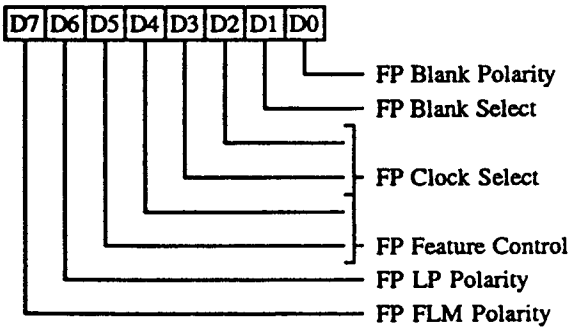 D7 D6 D5 D4 D3 D2 D1 D0
FP Blank Polarity
FP Blank Select
FP Clock Select
FP Feature Control
FP LP Polarity
FP FLM Polarity